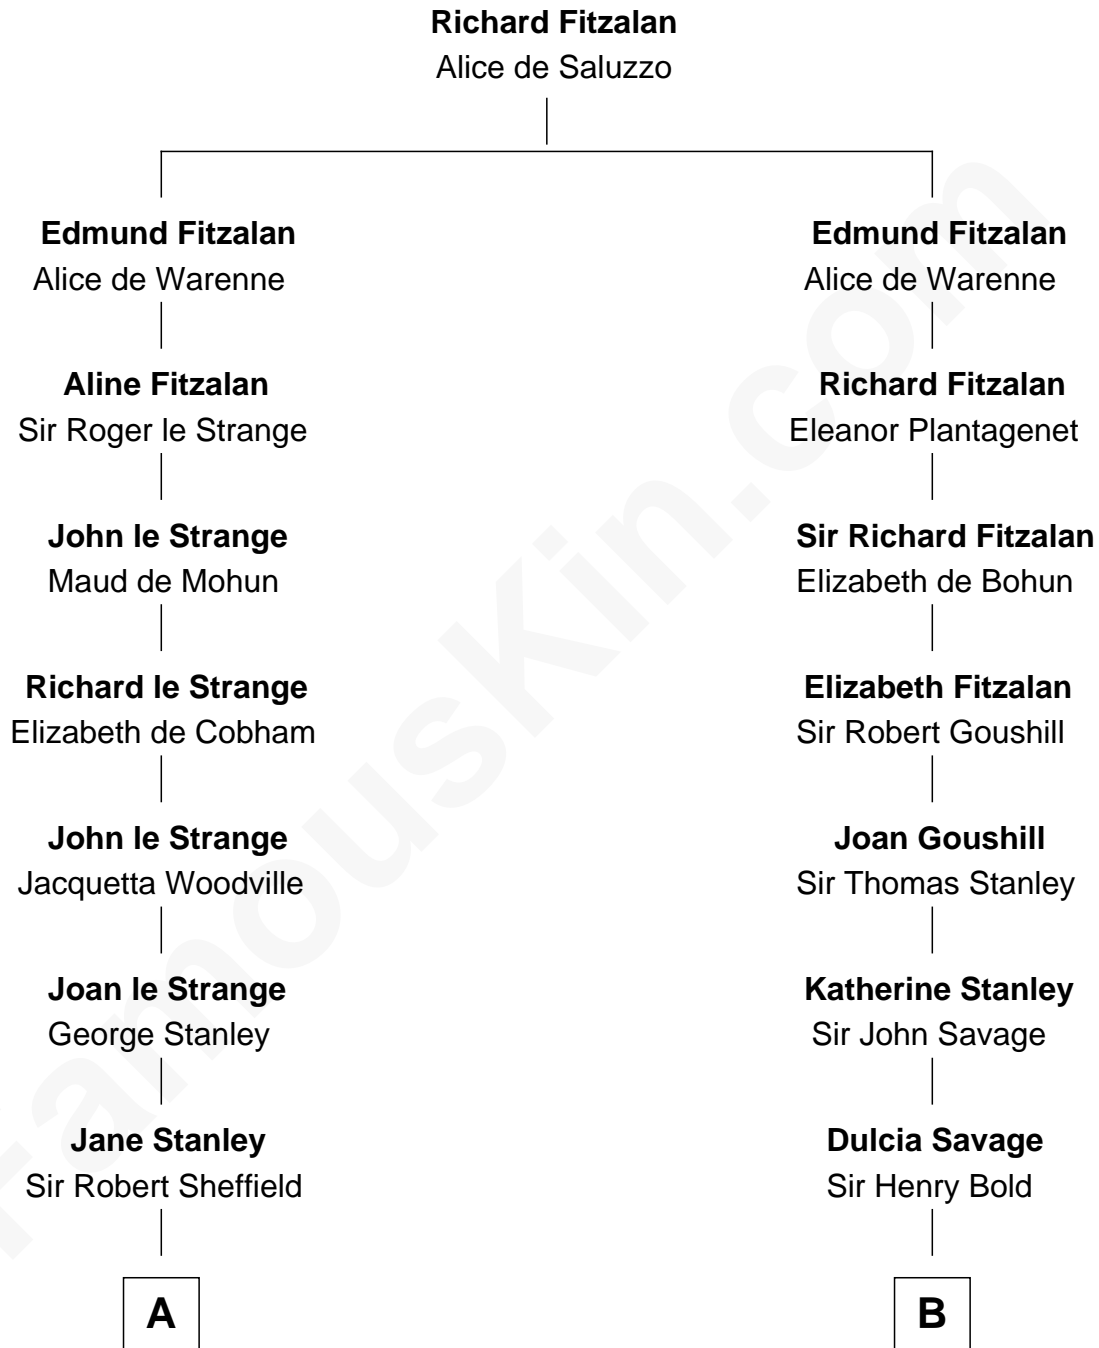 Richard Fitzalan
Alice de Saluzzo
Edmund Fitzalan
Alice de Warenne
Aline Fitzalan
Sir Roger le Strange
John le Strange
Maud de Mohun
Richard le Strange
Elizabeth de Cobham
John le Strange
Jacquetta Woodville
Joan le Strange
George Stanley
Jane Stanley
Sir Robert Sheffield
A
Edmund Fitzalan
Alice de Warenne
Richard Fitzalan
Eleanor Plantagenet
Sir Richard Fitzalan
Elizabeth de Bohun
Elizabeth Fitzalan
Sir Robert Goushill
Joan Goushill
Sir Thomas Stanley
Katherine Stanley
Sir John Savage
Dulcia Savage
Sir Henry Bold
B
FamousKin.com